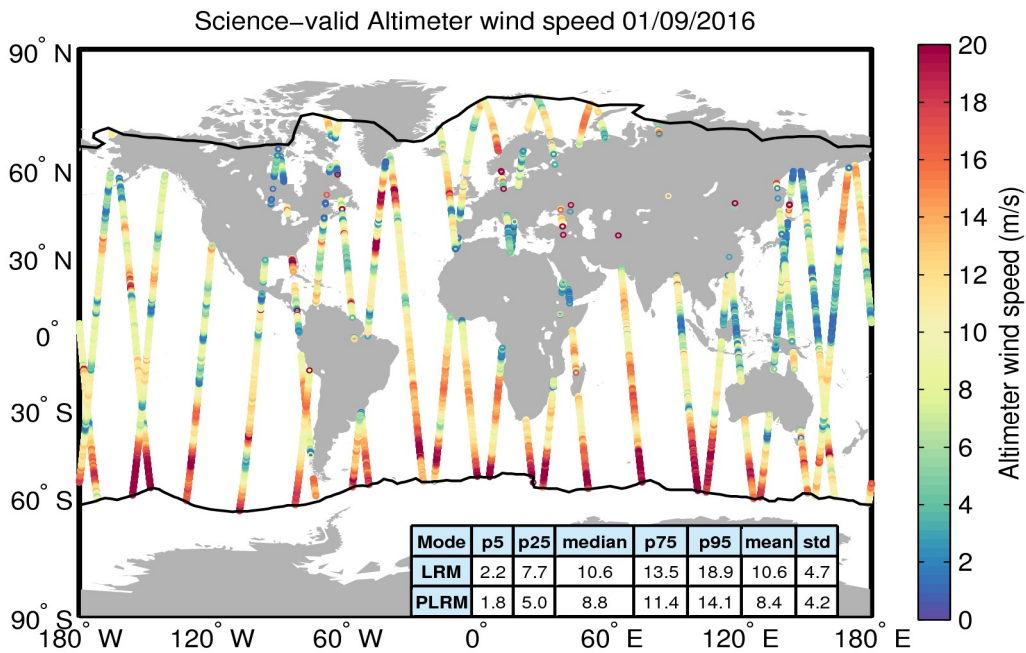 Science−valid Altimeter wind speed 01/09/2016
90° N
60° N
30° N
0°
30° S
60° S
90° S
180° W
120° W
60° W
0°
60° E
120° E
180° E
Mode p5 p25 median p75 p95 mean std
LRM 2.2 7.7 10.6 13.5 18.9 10.6 4.7
PLRM 1.8 5.0 8.8 11.4 14.1 8.4 4.2
20
18
16
14
12
10
8
6
4
2
0
Altimeter wind speed (m/s)